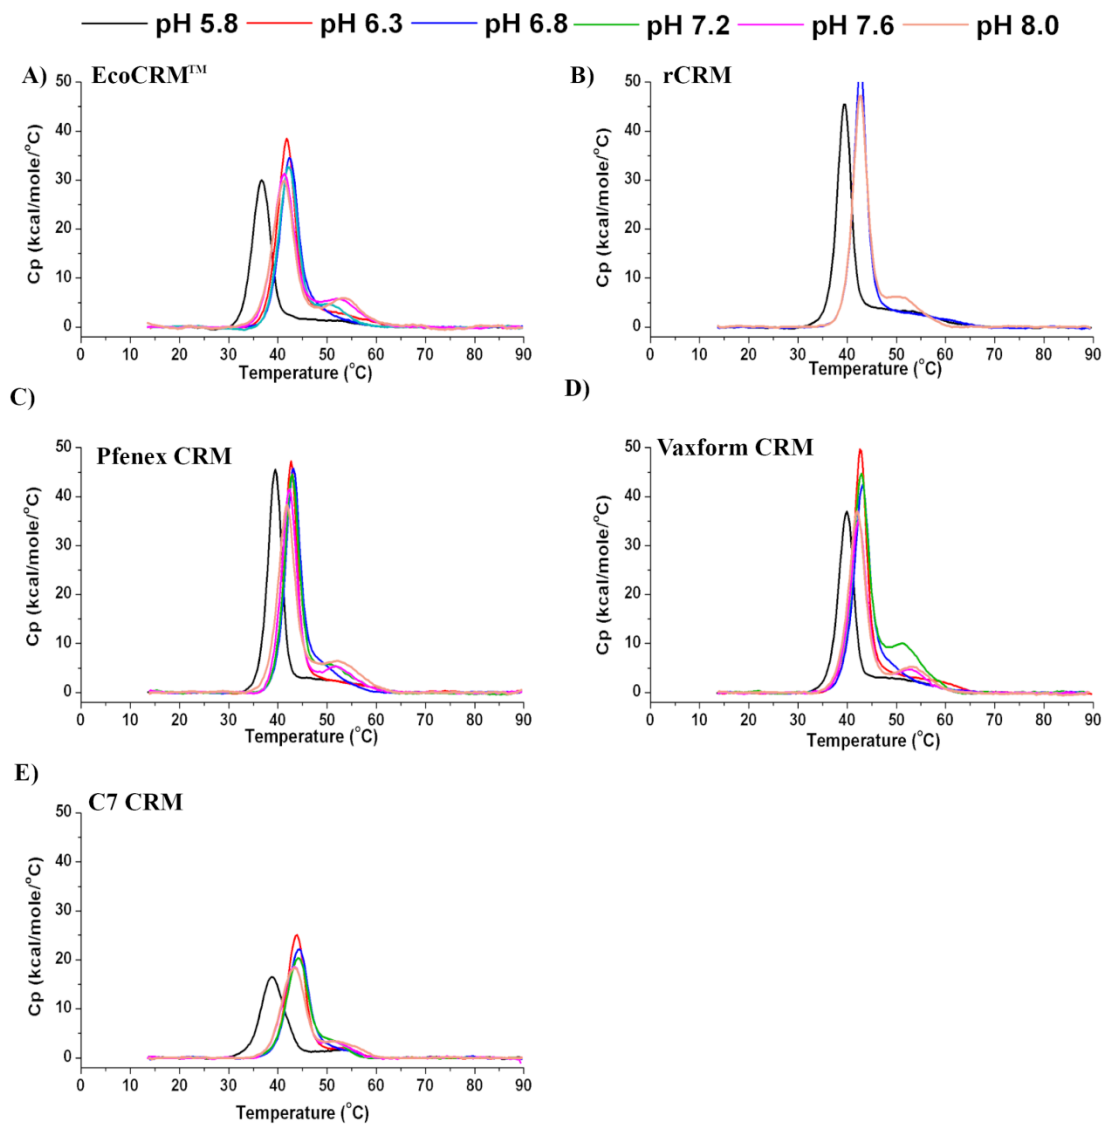 pH 5.8 pH 6.3 pH 6.8 pH 7.2 pH 7.6 pH 8.0
A) EcoCRM™
50
40
30
20
10
0
Cp (kcal/mole/°C)
0 10 20 30 40 50 60 70 80 90
Temperature (°C)
B) rCRM
50
40
30
20
10
0
Cp (kcal/mole/°C)
0 10 20 30 40 50 60 70 80 90
Temperature (°C)
C)
Pfenex CRM
50
40
30
20
10
0
Cp (kcal/mole/°C)
0 10 20 30 40 50 60 70 80 90
Temperature (°C)
D)
Vaxform CRM
50
40
30
20
10
0
Cp (kcal/mole/°C)
0 10 20 30 40 50 60 70 80 90
Temperature (°C)
E)
C7 CRM
50
40
30
20
10
0
Cp (kcal/mole/°C)
0 10 20 30 40 50 60 70 80 90
Temperature (°C)